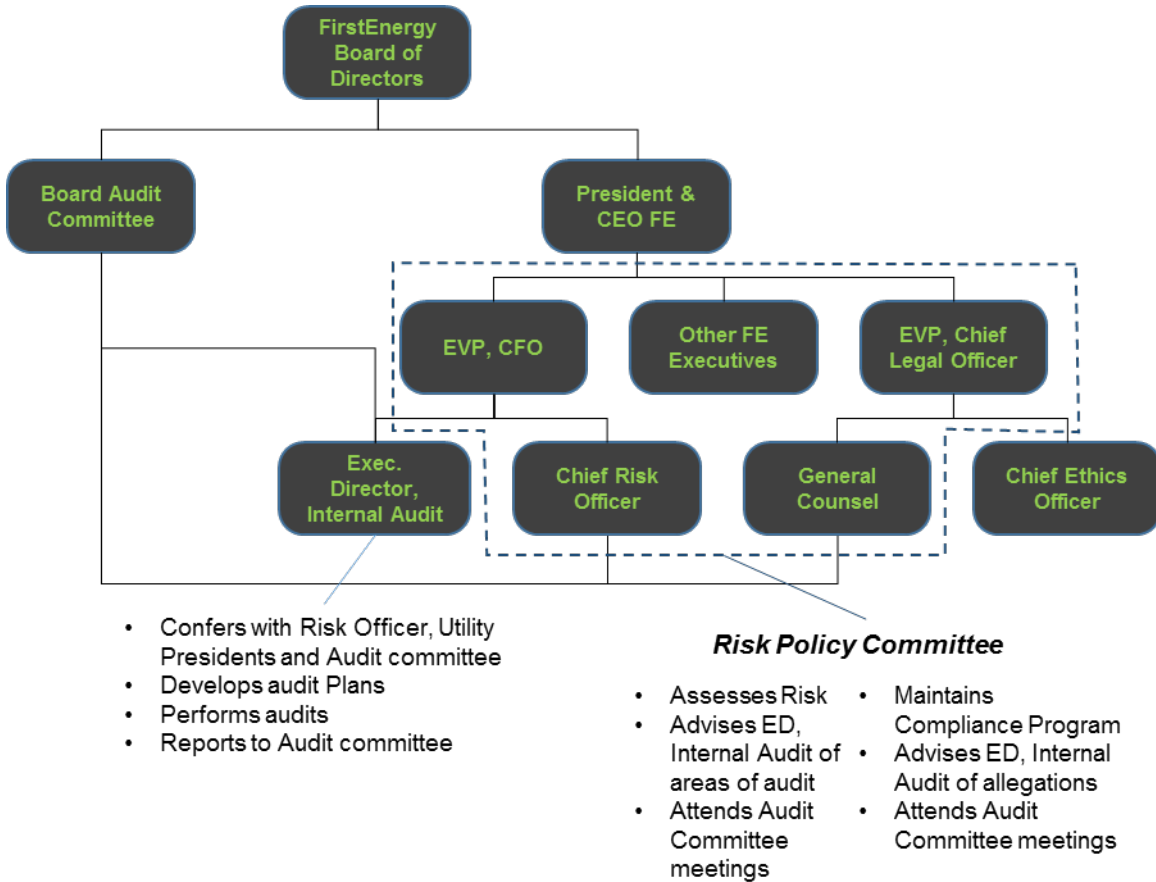 FirstEnergy
Board of
Directors
Board Audit
Committee
President &
CEO FE
EVP, CFO
Other FE
Executives
EVP, Chief
Legal Officer
Exec.
Director,
Internal Audit
Chief Risk
Officer
General
Counsel
Chief Ethics
Officer
• Confers with Risk Officer, Utility
Presidents and Audit committee
• Develops audit Plans
• Performs audits
• Reports to Audit committee
Risk Policy Committee
• Assesses Risk
• Advises ED,
Internal Audit of
areas of audit
• Attends Audit
Committee
meetings
• Maintains
Compliance Program
• Advises ED, Internal
Audit of allegations
• Attends Audit
Committee meetings